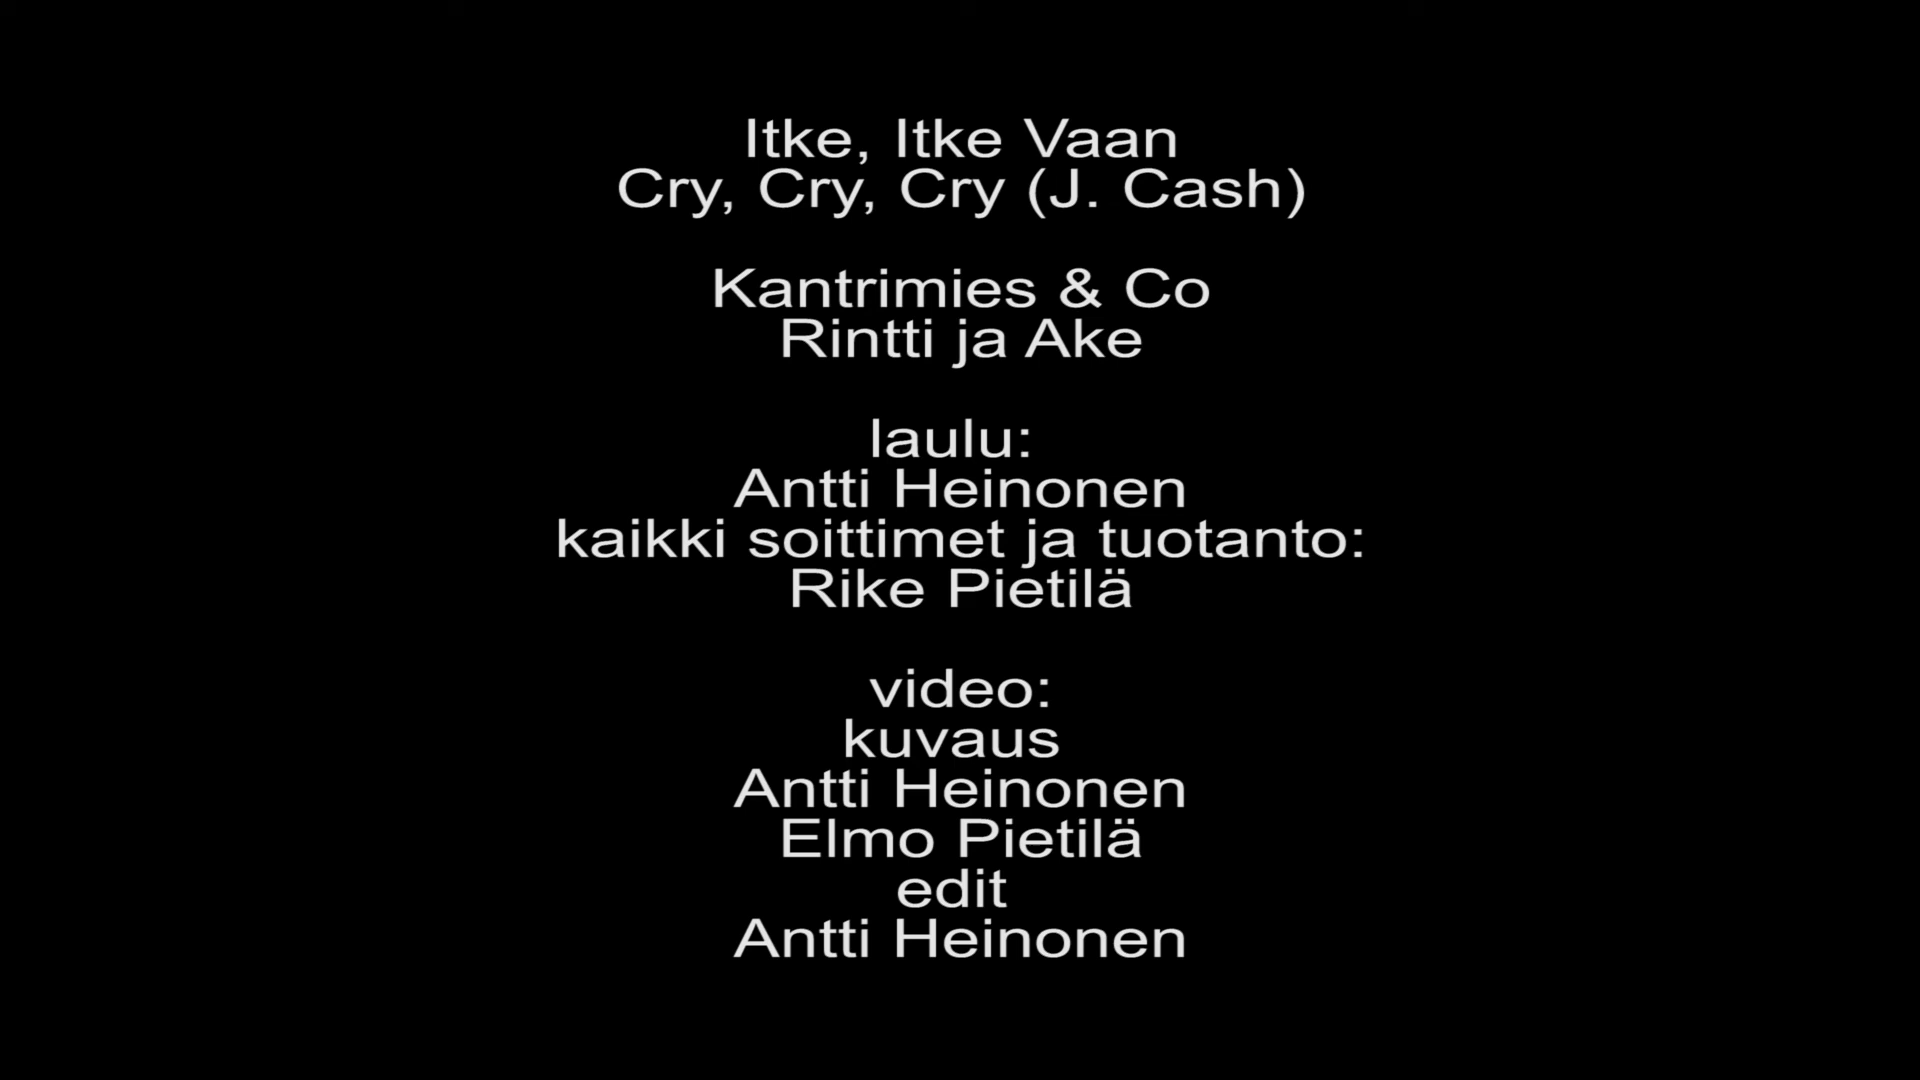 Itke, Itke Vaan
Cry, Cry, Cry (J. Cash)
Kantrimies & Co
Rintti ja Ake
laulu:
Antti Heinonen
kaikki soittimet ja tuotanto:
Rike Pietilä
video:
kuvaus
Antti Heinonen
Elmo Pietilä
edit
Antti Heinonen